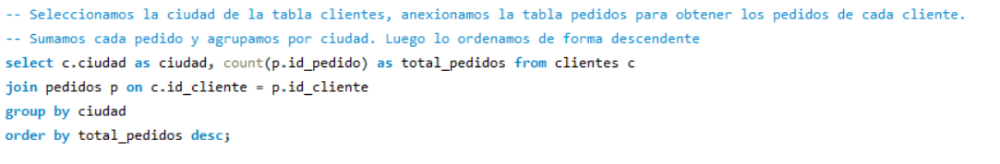 -- Seleccionamos la ciudad de la tabla clientes, anexionamos la tabla pedidos para obtener los pedidos de cada cliente.
-- Sumamos cada pedido y agrupamos por ciudad. Luego lo ordenamos de forma descendente
select c.ciudad as ciudad, count(p.id_pedido) as total_pedidos from clientes c
join pedidos p on c.id_cliente = p.id_cliente
group by ciudad
order by total_pedidos desc;